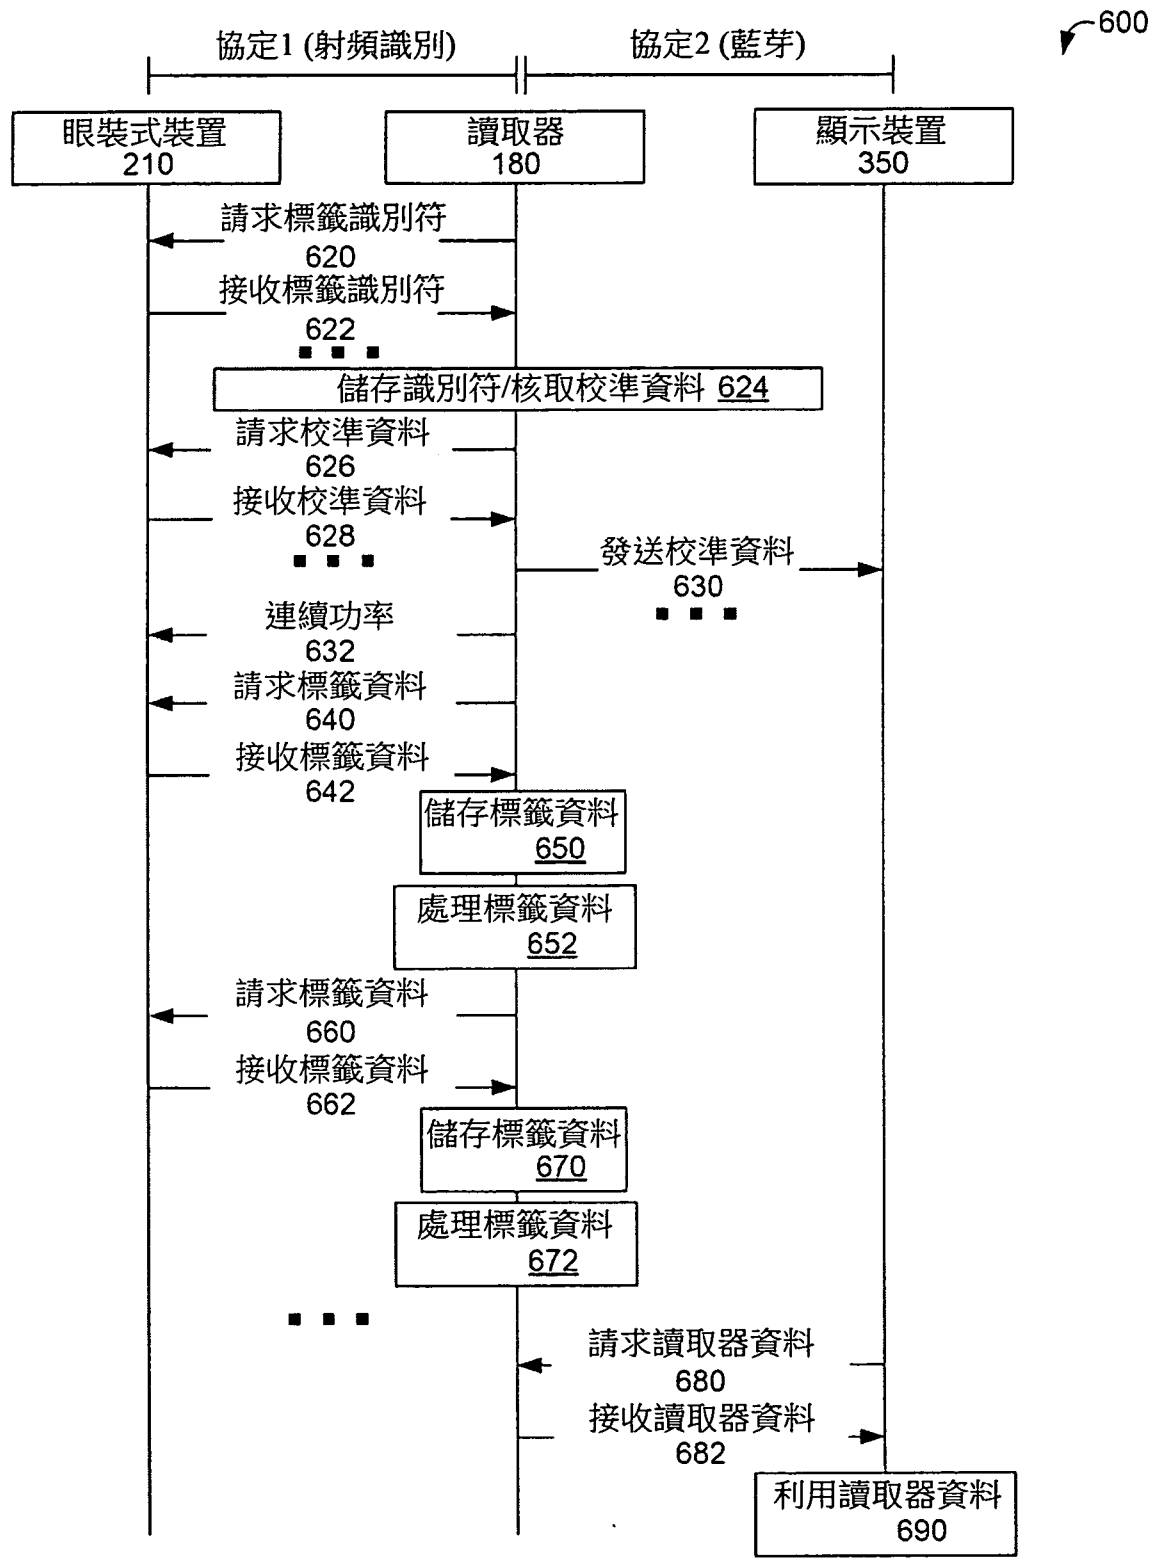 600
協定1 (射頻識別)
協定2 (藍芽)
眼裝式裝置
210
讀取器
180
顯示裝置
350
請求標籤識別符
620
接收標籤識別符
622
儲存識別符/核取校準資料 624
請求校準資料
626
接收校準資料
628
發送校準資料
630
連續功率
632
請求標籤資料
640
接收標籤資料
642
儲存標籤資料
650
處理標籤資料
652
請求標籤資料
660
接收標籤資料
662
儲存標籤資料
670
處理標籤資料
672
請求讀取器資料
680
接收讀取器資料
682
利用讀取器資料
690